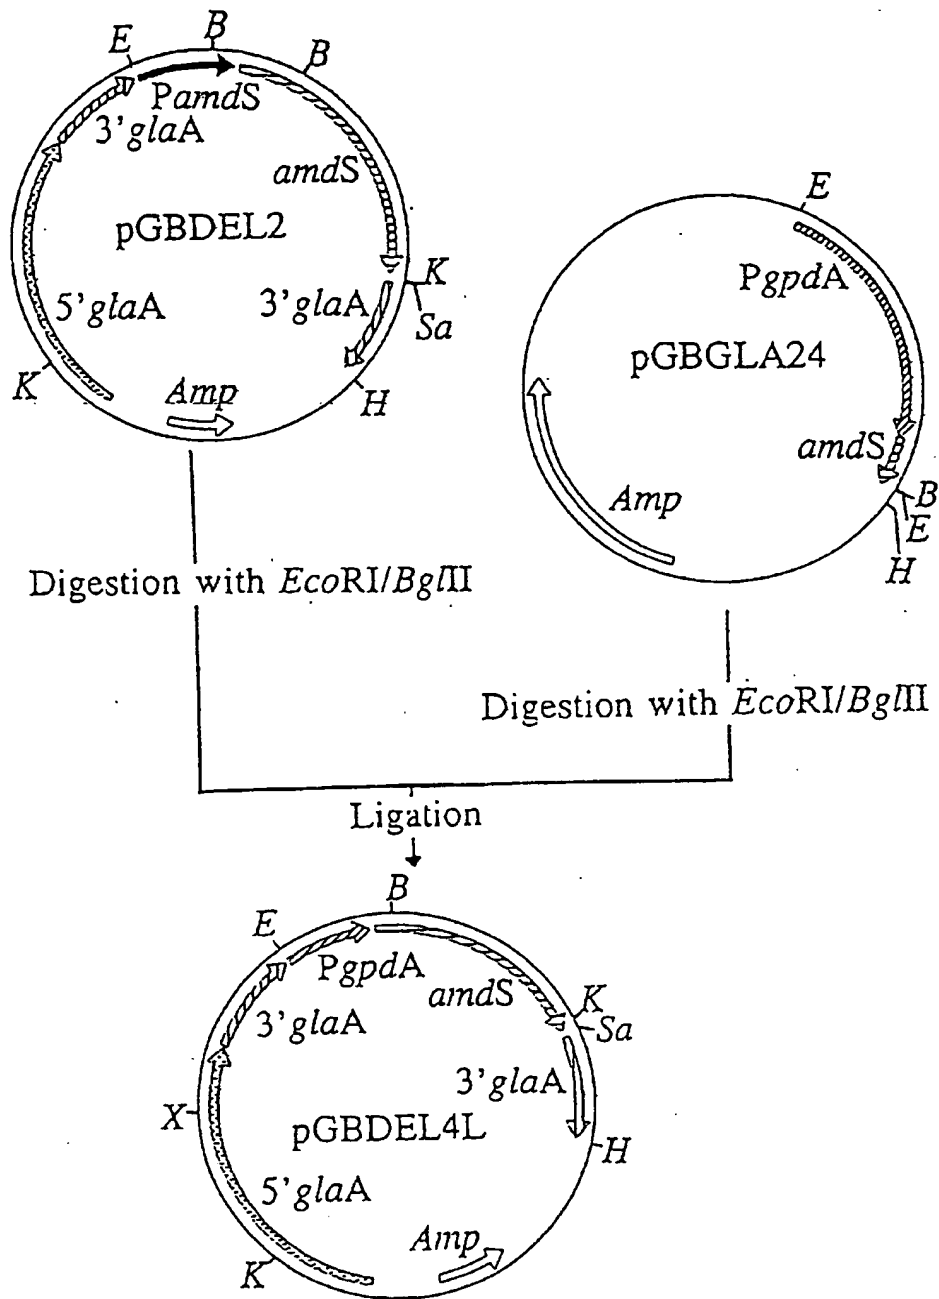 E
B
B
PamdS
3'glaA
amdS
pGBDEL2
5'glaA
3'glaA
K
Sa
K
H
Amp
E
PgpdA
pGBGLA24
amdS
B
E
H
Amp
Digestion with EcoRI/BglII
Digestion with EcoRI/BglII
Ligation
B
E
PgpdA
amdS
K
Sa
3'glaA
3'glaA
X
pGBDEL4L
H
5'glaA
Amp
K